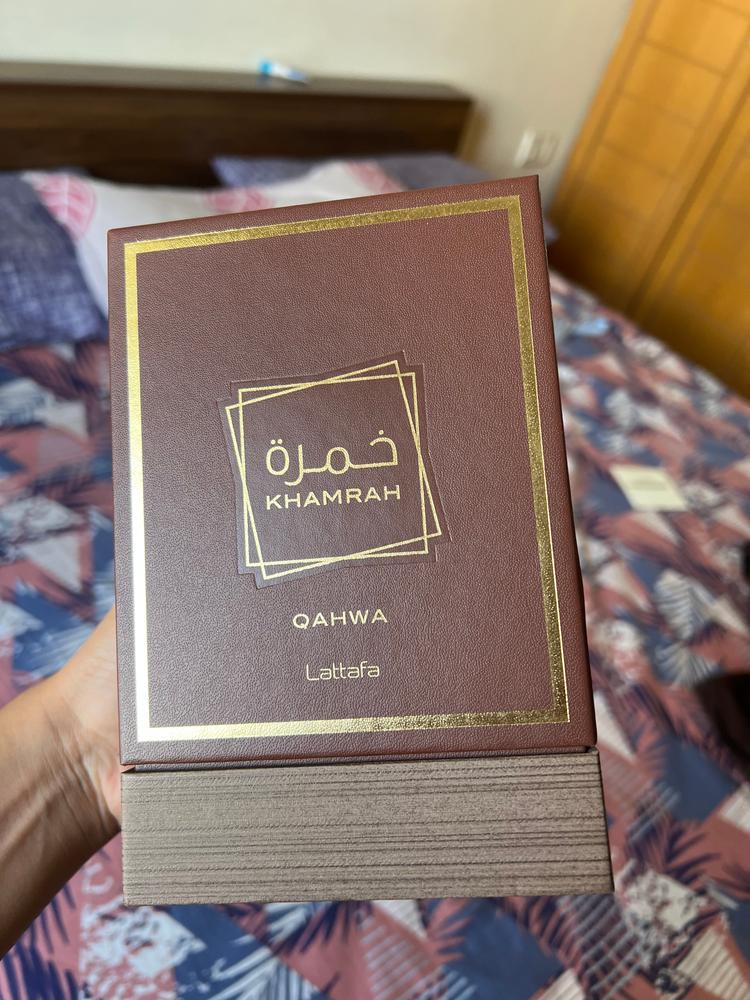 خمرة
KHAMRAH
QAHWA
Lattafa